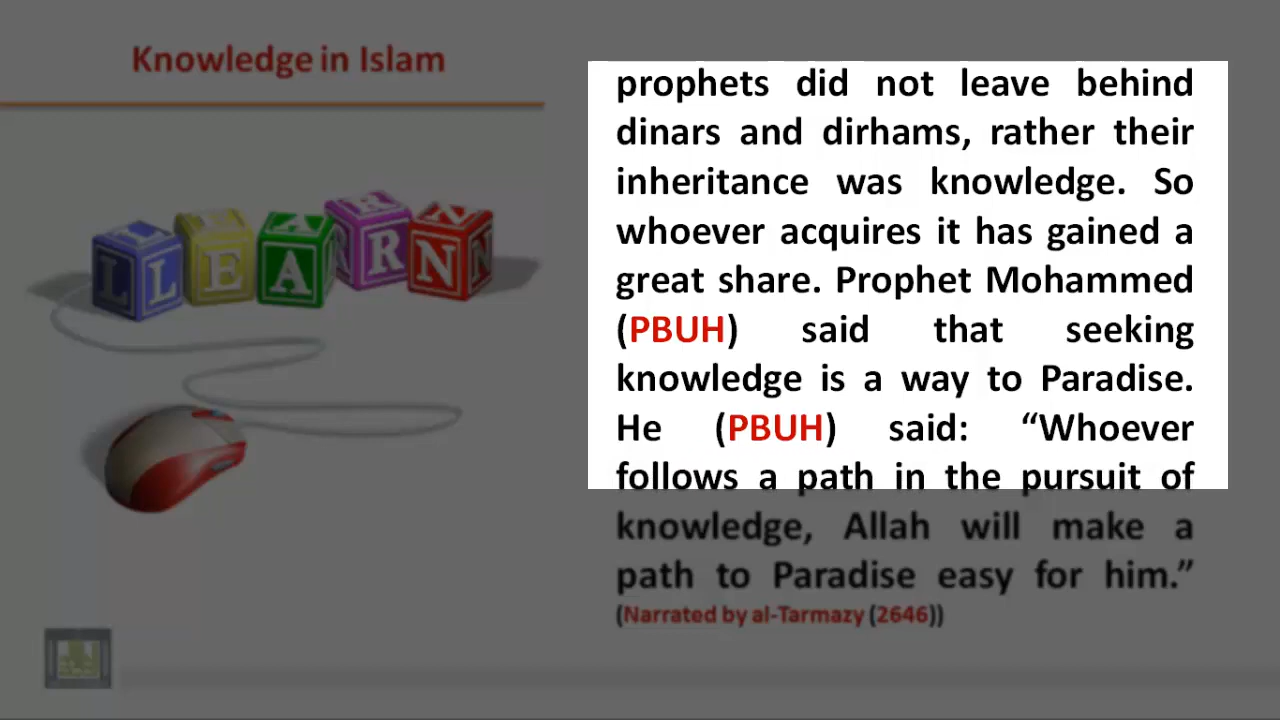 Knowledge in Islam
L E A R N
prophets did not leave behind
dinars and dirhams, rather their
inheritance was knowledge. So
whoever acquires it has gained a
great share. Prophet Mohammed
(PBUH) said that seeking
knowledge is a way to Paradise.
He (PBUH) said: “Whoever
follows a path in the pursuit of
knowledge, Allah will make a
path to Paradise easy for him.”
(Narrated by al-Tarmazy (2646))